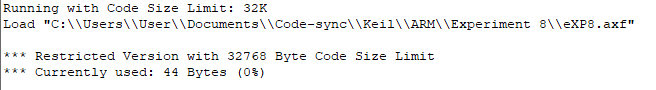 Running with Code Size Limit: 32K
Load "C:\\Users\\User\\Documents\\Code-sync\\Keil\\ARM\\Experiment 8\\eXP8.axf"
*** Restricted Version with 32768 Byte Code Size Limit
*** Currently used: 44 Bytes (0%)